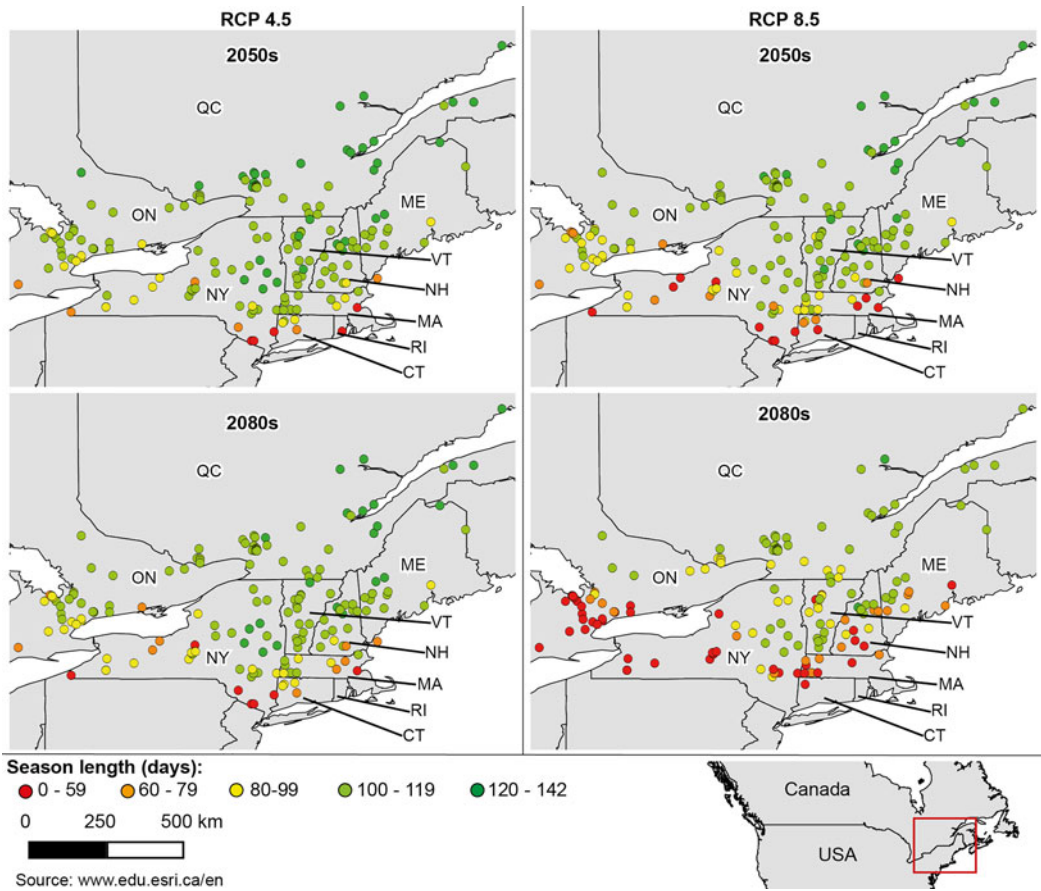 RCP 4.5
RCP 8.5
2050s
QC
ON
ME
NY
VT
NH
MA
RI
CT
2050s
QC
ON
ME
NY
VT
NH
MA
RI
CT
2080s
QC
ON
ME
NY
VT
NH
MA
RI
CT
2080s
QC
ON
ME
NY
VT
NH
MA
RI
CT
Season length (days):
0 - 59 60 - 79 80-99 100 - 119 120 - 142
0 250 500 km
Source: www.edu.esri.ca/en
Canada
USA